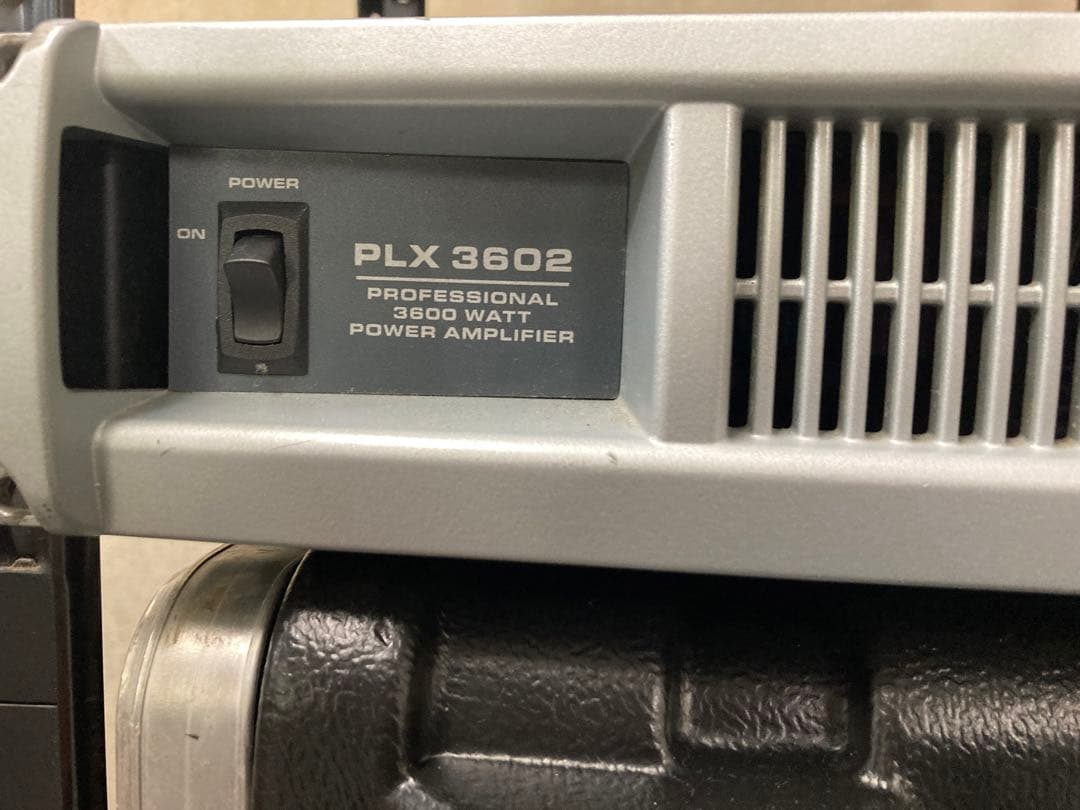 POWER
ON
PLX 3602
PROFESSIONAL
3600 WATT
POWER AMPLIFIER